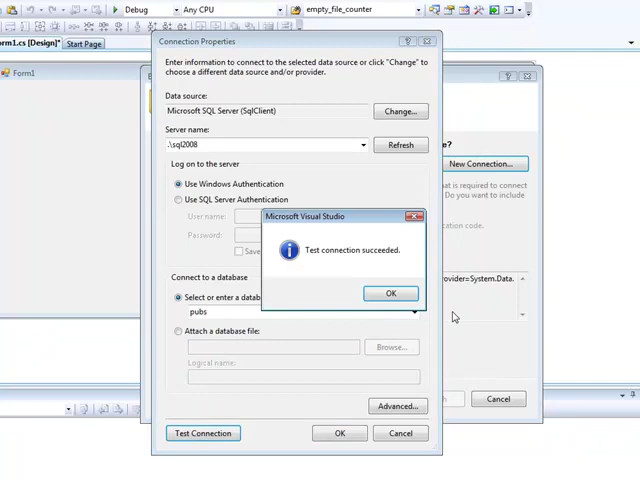 Debug
Any CPU
empty_file_counter
orm1.cs [Design]*
Start Page
Form1
Connection Properties
Enter information to connect to the selected data source or click "Change" to
choose a different data source and/or provider.
Data source:
Microsoft SQL Server (SqlClient)
Change...
Server name:
.\sql2008
Refresh
e?
New Connection...
Log on to the server
Use Windows Authentication
Use SQL Server Authentication
User name:
Password:
Save
at is required to connect
Do you want to include
ication code.
Microsoft Visual Studio
Test connection succeeded.
OK
rovider=System.Data.
Connect to a database
Select or enter a datab
pubs
Attach a database file:
Browse...
Logical name:
Advanced...
h
Cancel
Test Connection
OK
Cancel